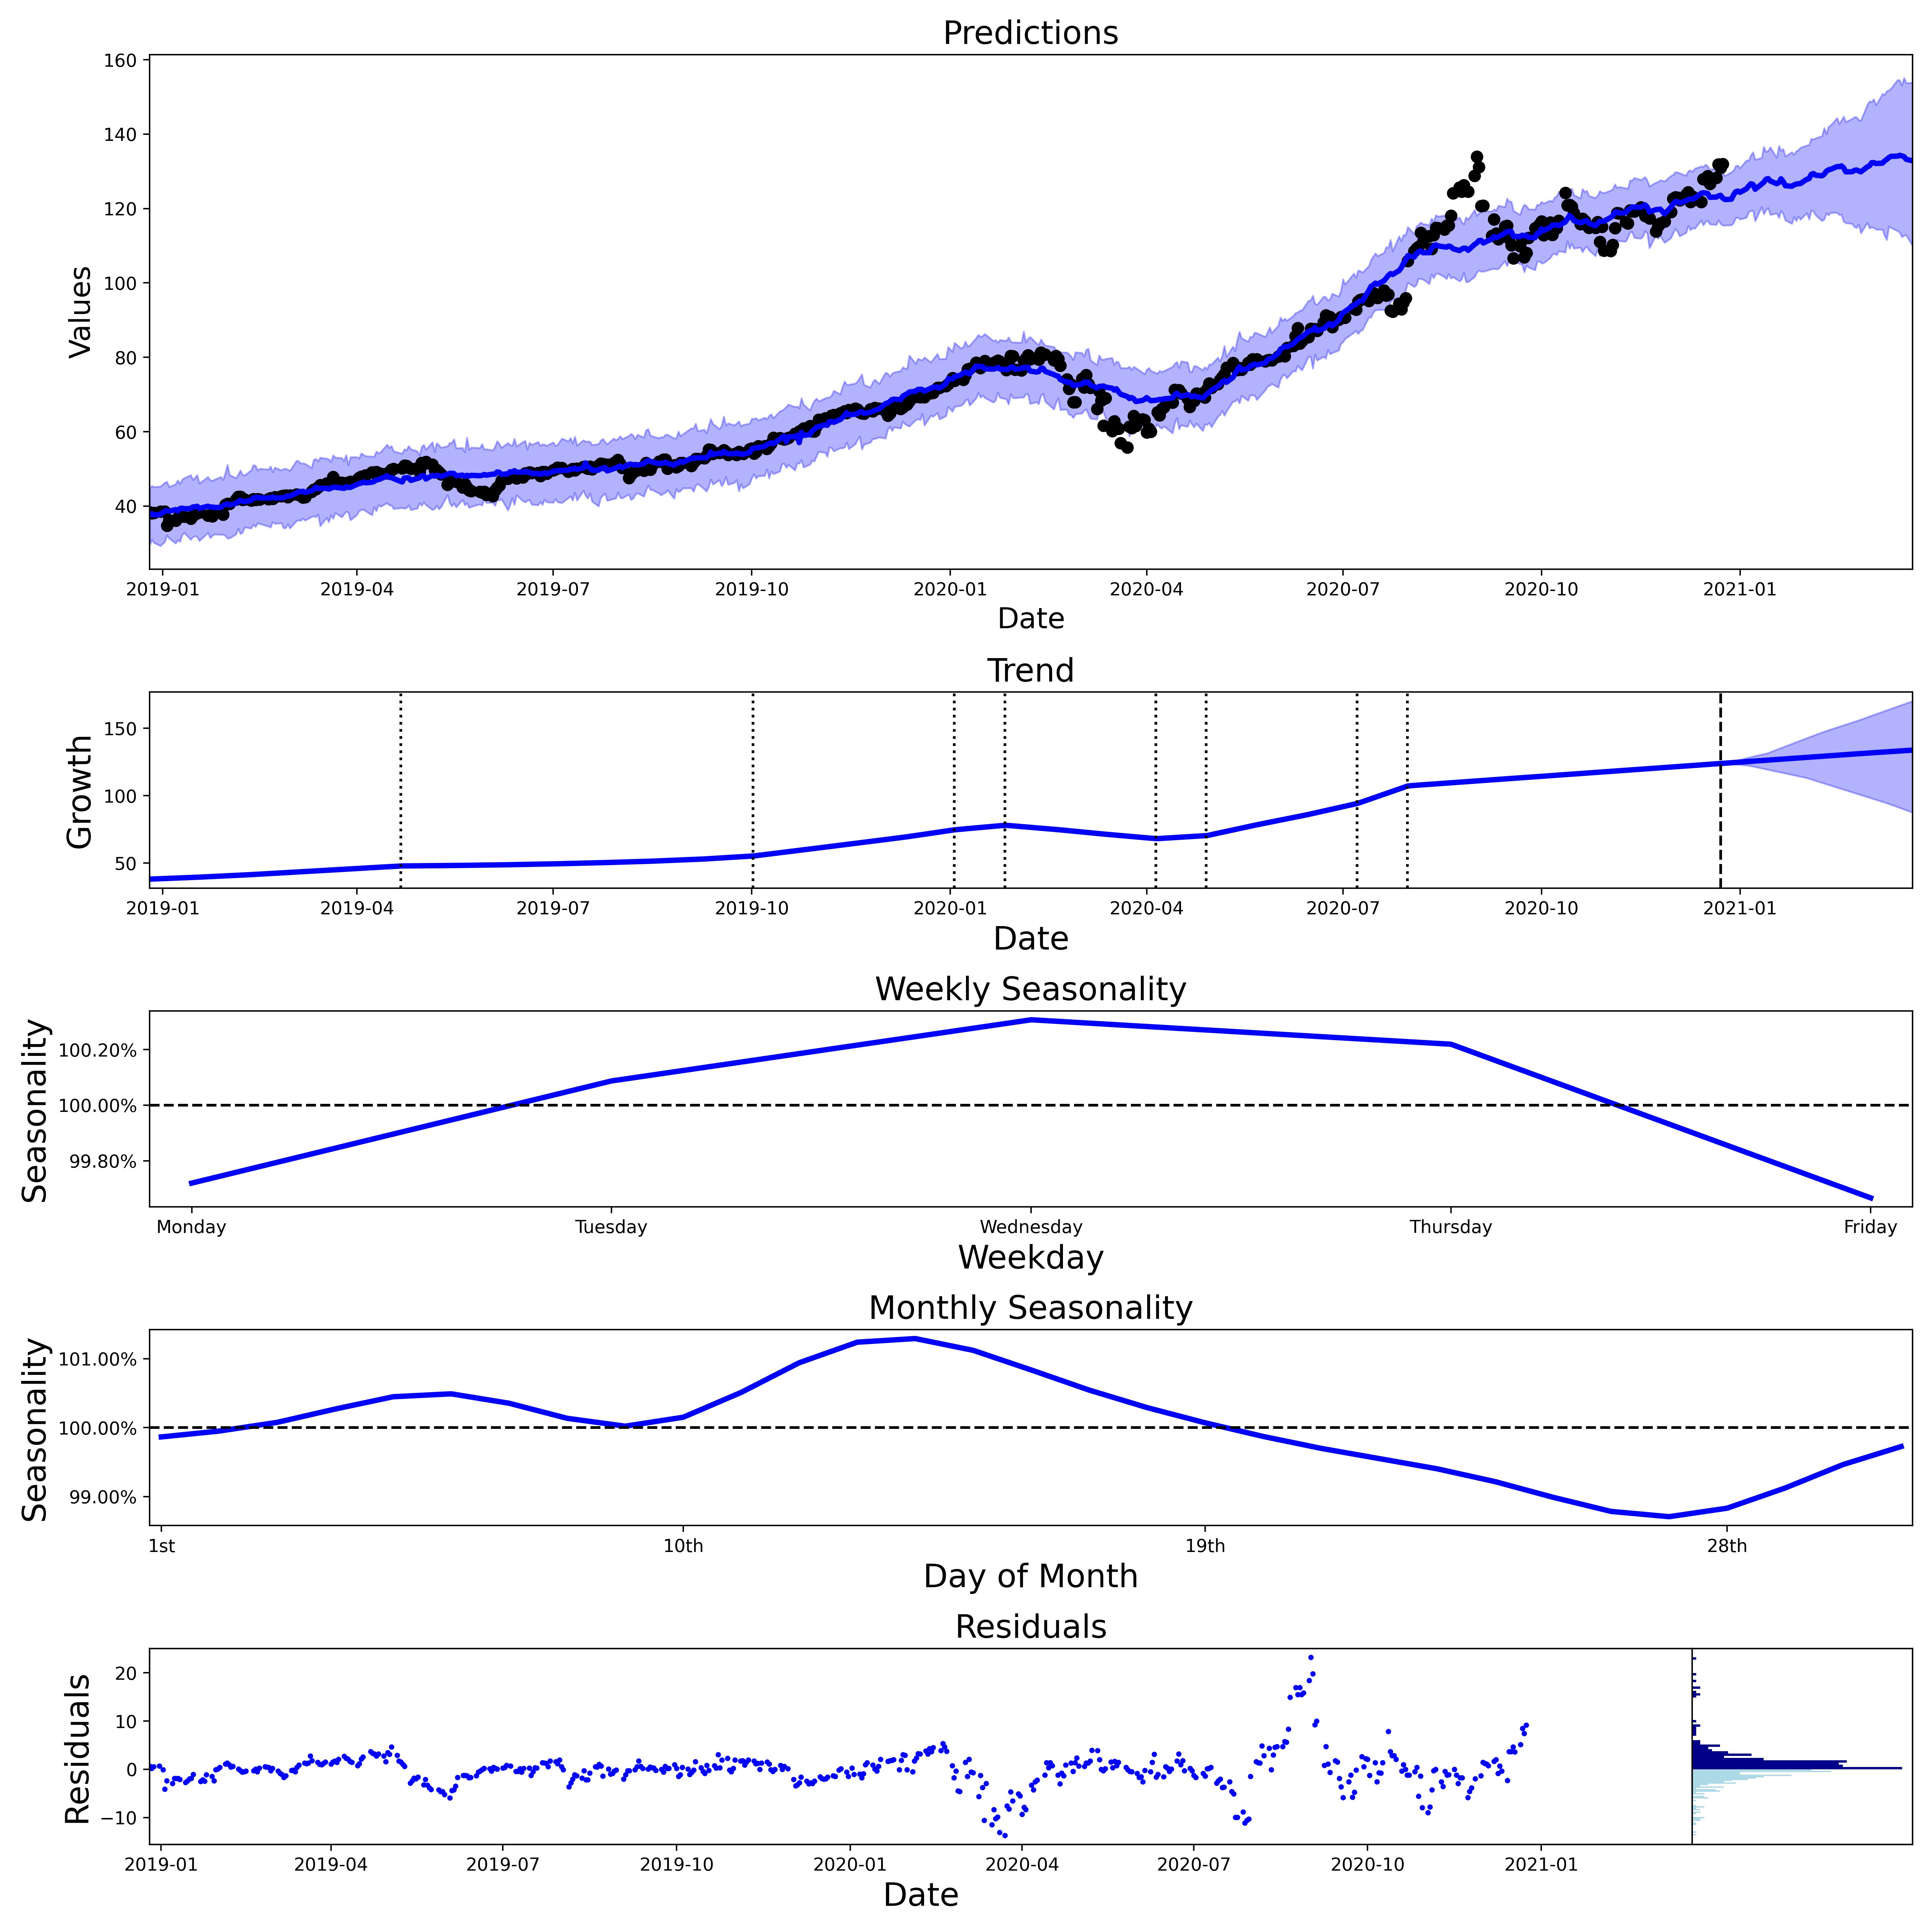 Predictions
160
140
120
100
80
60
40
Values
2019-01 2019-04 2019-07 2019-10 2020-01 2020-04 2020-07 2020-10 2021-01
Date
Trend
150
100
50
Growth
2019-01 2019-04 2019-07 2019-10 2020-01 2020-04 2020-07 2020-10 2021-01
Date
Weekly Seasonality
100.20%
100.00%
99.80%
Seasonality
Monday Tuesday Wednesday Thursday Friday
Weekday
Monthly Seasonality
101.00%
100.00%
99.00%
Seasonality
1st 10th 19th 28th
Day of Month
Residuals
20
10
0
−10
Residuals
2019-01 2019-04 2019-07 2019-10 2020-01 2020-04 2020-07 2020-10 2021-01
Date